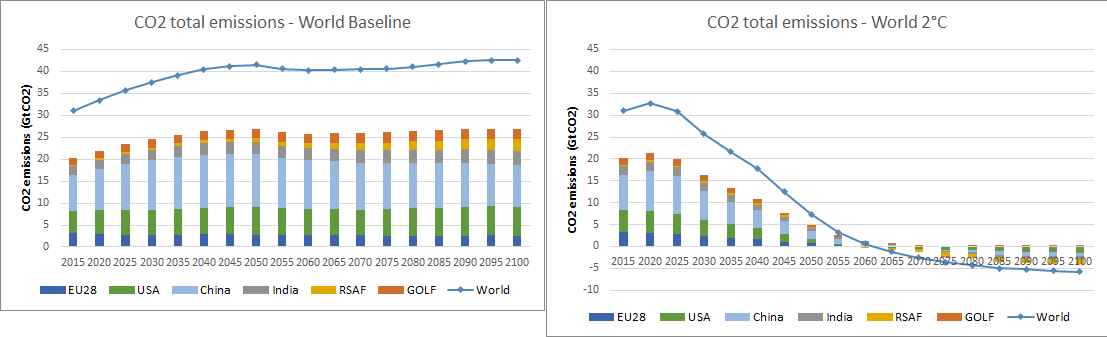 CO2 total emissions - World Baseline
CO2 emissions (GtCO2)
45
40
35
30
25
20
15
10
5
0
2015 2020 2025 2030 2035 2040 2045 2050 2055 2060 2065 2070 2075 2080 2085 2090 2095 2100
EU28 USA China India RSAF GOLF World
CO2 total emissions - World 2°C
CO2 emissions (GtCO2)
45
40
35
30
25
20
15
10
5
0
-5
-10
2015 2020 2025 2030 2035 2040 2045 2050 2055 2060 2065 2070 2075 2080 2085 2090 2095 2100
EU28 USA China India RSAF GOLF World